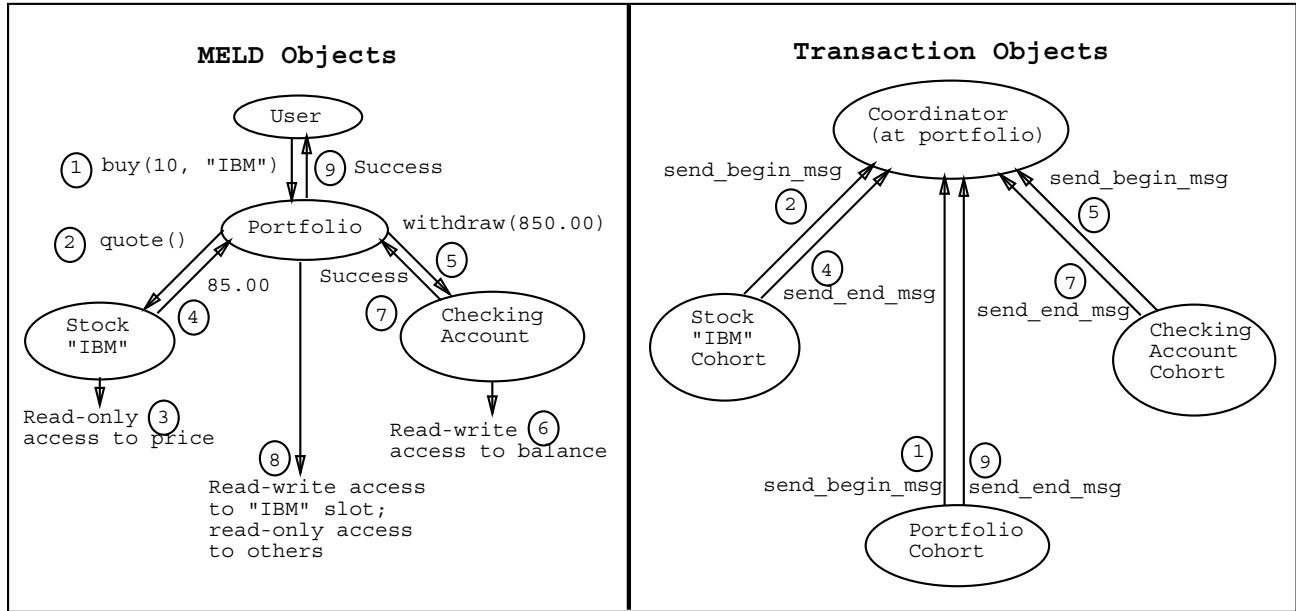 MELD Objects
User
1 buy(10, "IBM")
9 Success
Portfolio
2 quote()
withdraw(850.00)
5
85.00
4
Success
7
Stock
"IBM"
Checking
Account
Read-only 3
access to price
Read-write 6
access to balance
8
Read-write access
to "IBM" slot;
read-only access
to others
Transaction Objects
Coordinator
(at portfolio)
send_begin_msg
2
send_begin_msg
5
4
send_end_msg
7
send_end_msg
Stock
"IBM"
Cohort
Checking
Account
Cohort
1
send_begin_msg
9
send_end_msg
Portfolio
Cohort